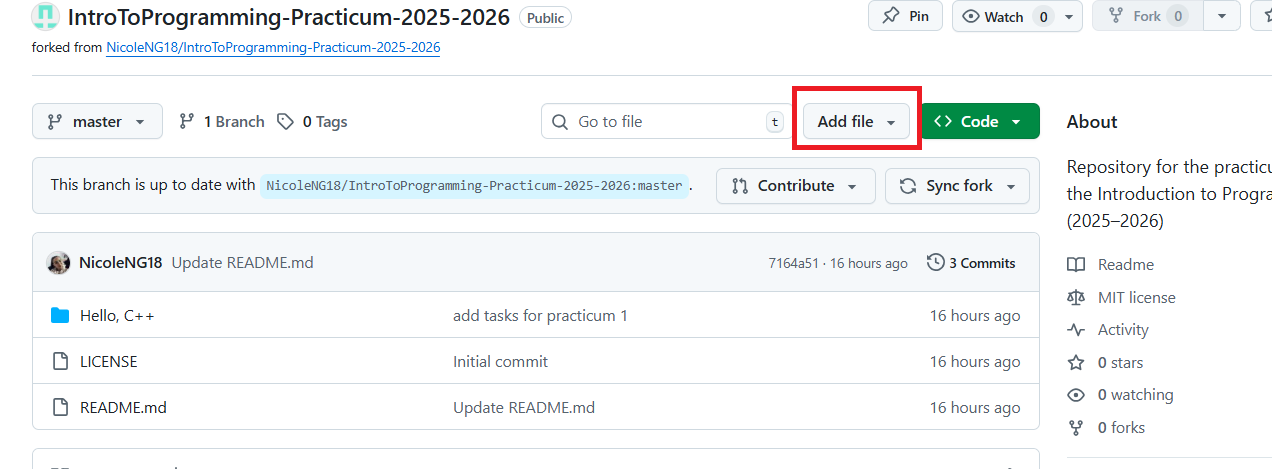 IntroToProgramming-Practicum-2025-2026 Public Pin Watch 0 Fork 0
forked from NicoleNG18/IntroToProgramming-Practicum-2025-2026
master 1 Branch 0 Tags Go to file t Add file Code
This branch is up to date with NicoleNG18/IntroToProgramming-Practicum-2025-2026:master . Contribute Sync fork
NicoleNG18 Update README.md 7164a51 · 16 hours ago 3 Commits
Hello, C++ add tasks for practicum 1 16 hours ago
LICENSE Initial commit 16 hours ago
README.md Update README.md 16 hours ago
About
Repository for the practicu
the Introduction to Progra
(2025–2026)
Readme
MIT license
Activity
0 stars
0 watching
0 forks